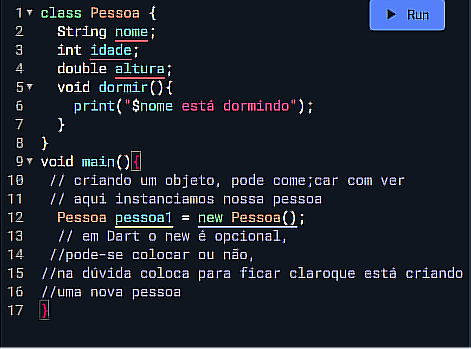 Run
1 class Pessoa {
2 String nome;
3 int idade;
4 double altura;
5 void dormir(){
6 print("$nome está dormindo");
7 }
8 }
9 void main(){
10 // criando um objeto, pode come;car com ver
11 // aqui instanciamos nossa pessoa
12 Pessoa pessoa1 = new Pessoa();
13 // em Dart o new é opcional,
14 //pode-se colocar ou não,
15 //na dúvida coloca para ficar claroque está criando
16 //uma nova pessoa
17 }